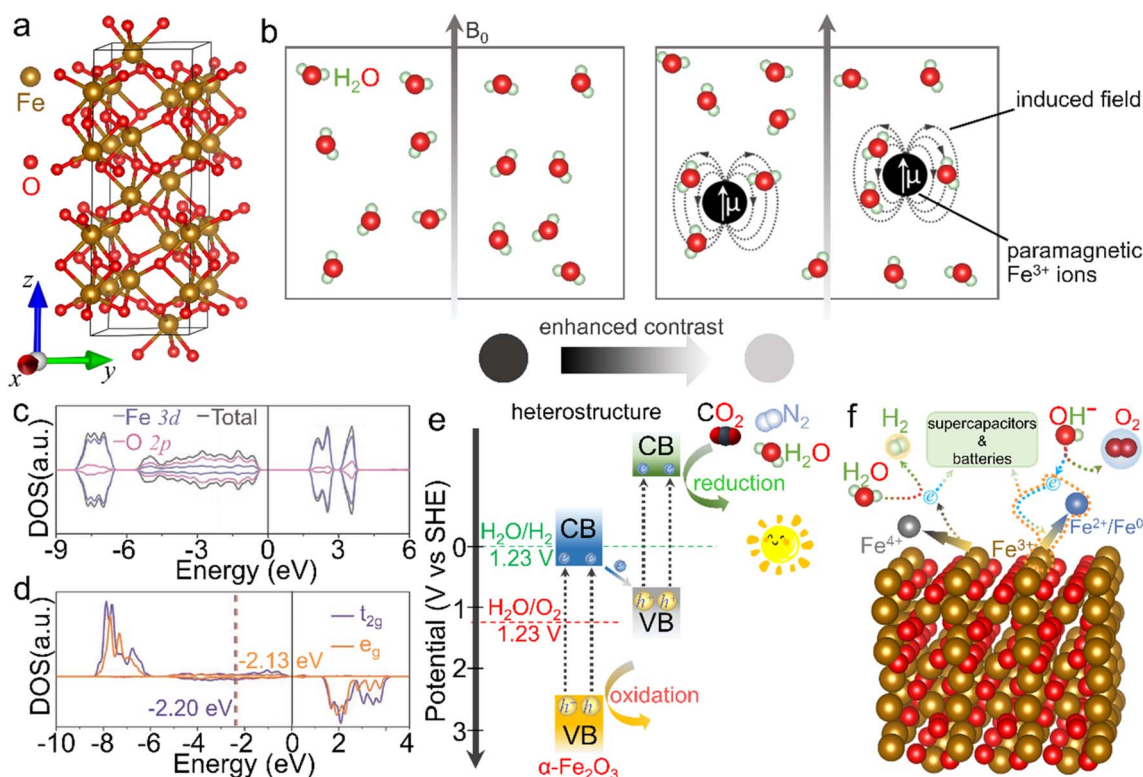 a
Fe
O
z
x
y
b
B0
H2O
μ
μ
induced field
paramagnetic
Fe3+ ions
enhanced contrast
c
Fe 3d
Total
O 2p
DOS(a.u.)
-9 -6 -3 0 3 6
Energy (eV)
d
t2g
eg
-2.13 eV
-2.20 eV
DOS(a.u.)
-10 -8 -6 -4 -2 0 2 4
Energy (eV)
e
heterostructure
CO2
N2
H2O
CB
reduction
H2O/H2
1.23 V
CB
e e
e e
e
H2O/O2
1.23 V
h+ h+
VB
oxidation
h+ h
VB
α-Fe2O3
Potential (V vs SHE)
0
1
2
3
f
H2
supercapacitors
&
batteries
OH−
O2
H2O
e
e
Fe4+
Fe3+
Fe2+/Fe0